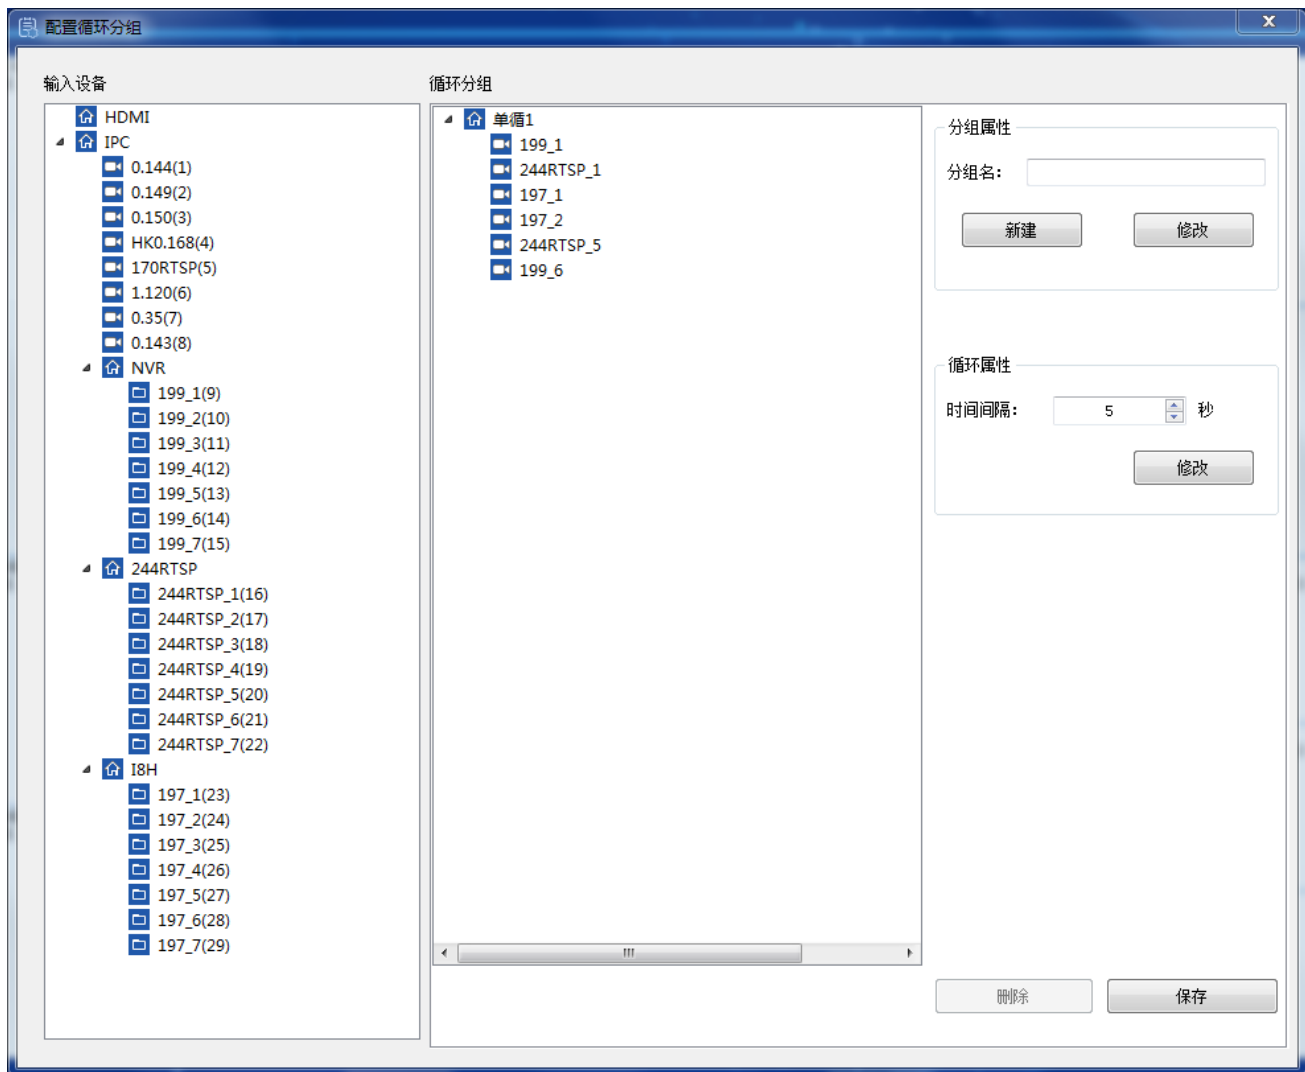 配置循环分组
输入设备
HDMI
IPC
0.144(1)
0.149(2)
0.150(3)
HK0.168(4)
170RTSP(5)
1.120(6)
0.35(7)
0.143(8)
NVR
199_1(9)
199_2(10)
199_3(11)
199_4(12)
199_5(13)
199_6(14)
199_7(15)
244RTSP
244RTSP_1(16)
244RTSP_2(17)
244RTSP_3(18)
244RTSP_4(19)
244RTSP_5(20)
244RTSP_6(21)
244RTSP_7(22)
I8H
197_1(23)
197_2(24)
197_3(25)
197_4(26)
197_5(27)
197_6(28)
197_7(29)
循环分组
单循1
199_1
244RTSP_1
197_1
197_2
244RTSP_5
199_6
分组属性
分组名：
新建 修改
循环属性
时间间隔： 5 秒
修改
删除 保存